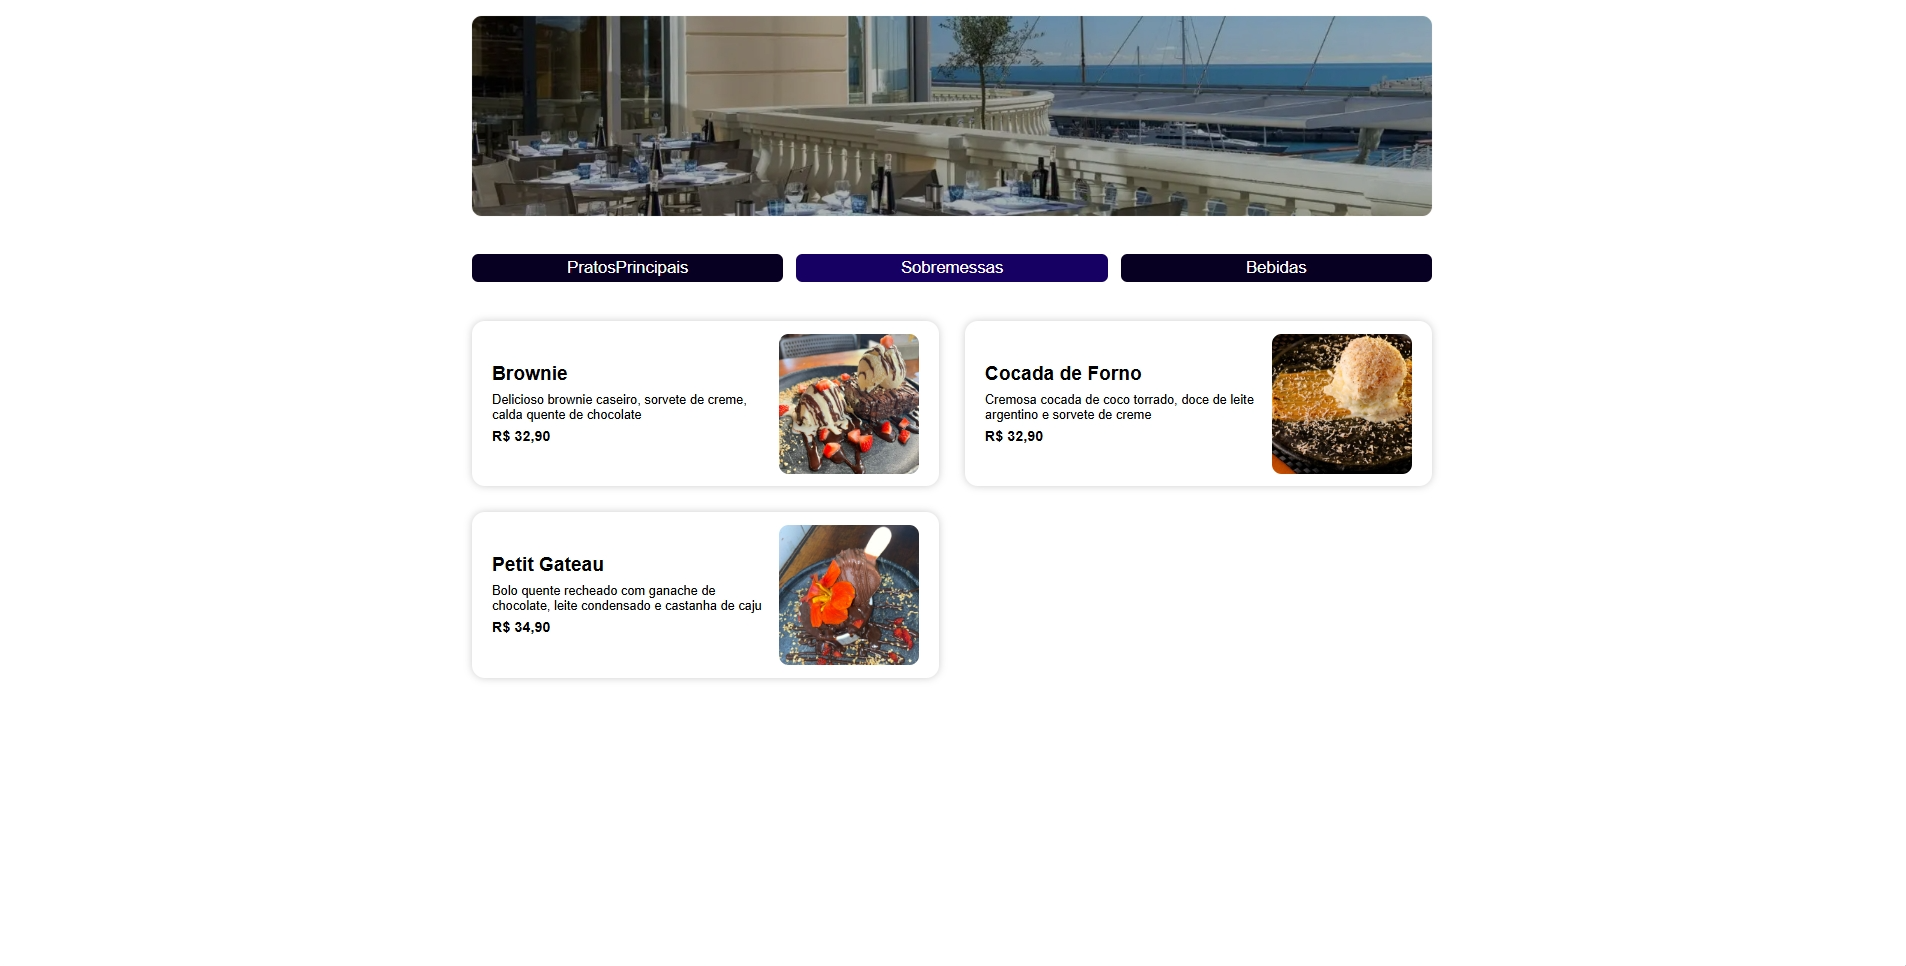 PratosPrincipais
Sobremessas
Bebidas
Brownie
Delicioso brownie caseiro, sorvete de creme,
calda quente de chocolate
R$ 32,90
Cocada de Forno
Cremosa cocada de coco torrado, doce de leite
argentino e sorvete de creme
R$ 32,90
Petit Gateau
Bolo quente recheado com ganache de
chocolate, leite condensado e castanha de caju
R$ 34,90